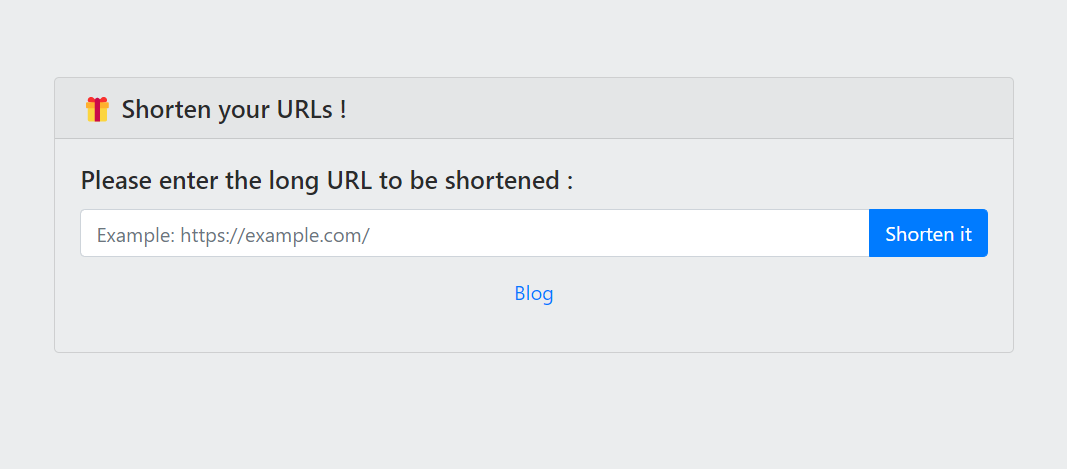 Shorten your URLs !
Please enter the long URL to be shortened :
Example: https://example.com/
Shorten it
Blog